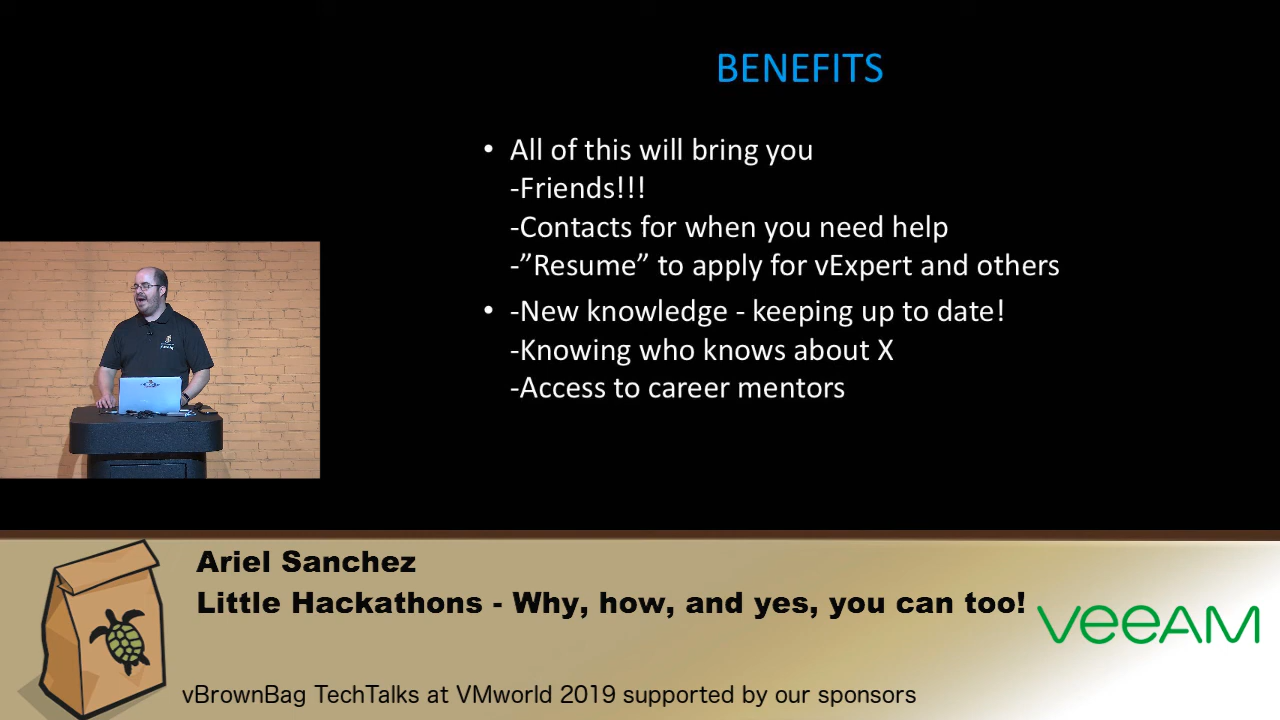 BENEFITS
• All of this will bring you
-Friends!!!
-Contacts for when you need help
-”Resume” to apply for vExpert and others
• -New knowledge - keeping up to date!
-Knowing who knows about X
-Access to career mentors
Ariel Sanchez
Little Hackathons - Why, how, and yes, you can too!
veeAM
vBrownBag TechTalks at VMworld 2019 supported by our sponsors